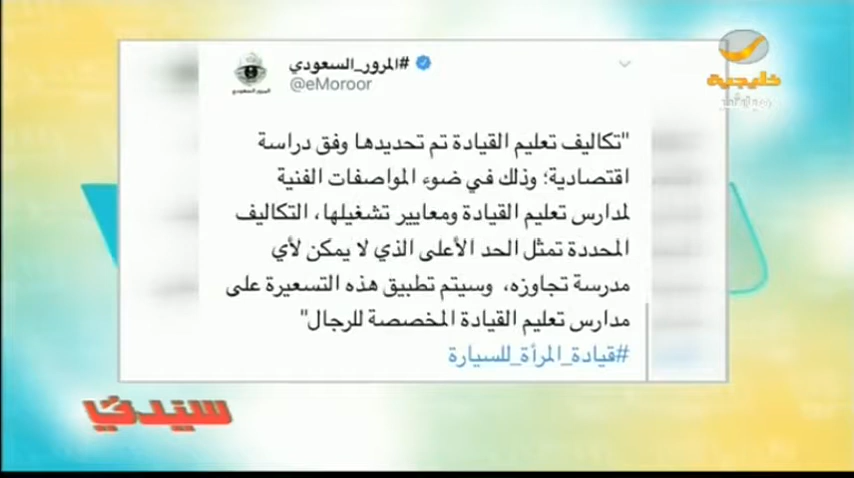 #المرور_السعودي
@eMoroor
المرور السعودي
خليجية
"تكاليف تعليم القيادة تم تحديدها وفق دراسة
اقتصادية؛ وذلك في ضوء المواصفات الفنية
لمدارس تعليم القيادة ومعايير تشغيلها، التكاليف
المحددة تمثل الحد الأعلى الذي لا يمكن لأي
مدرسة تجاوزه، وسيتم تطبيق هذه التسعيرة على
مدارس تعليم القيادة المخصصة للرجال"
#قيادة_المرأة_للسيارة
سيدتي